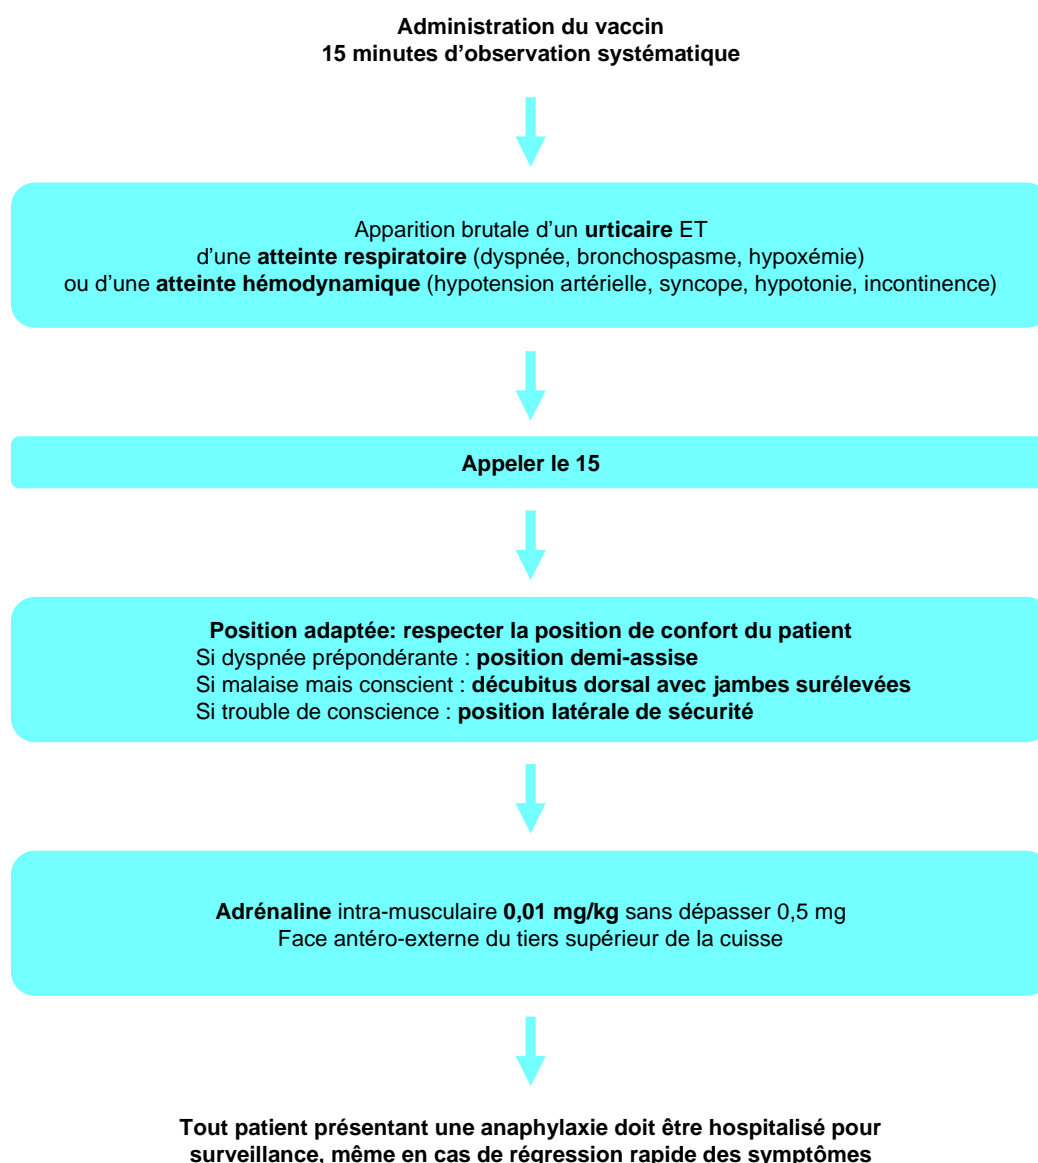 Administration du vaccin
15 minutes d’observation systématique
Apparition brutale d’un urticaire ET
d’une atteinte respiratoire (dyspnée, bronchospasme, hypoxémie)
ou d’une atteinte hémodynamique (hypotension artérielle, syncope, hypotonie, incontinence)
Appeler le 15
Position adaptée: respecter la position de confort du patient
Si dyspnée prépondérante : position demi-assise
Si malaise mais conscient : décubitus dorsal avec jambes surélevées
Si trouble de conscience : position latérale de sécurité
Adrénaline intra-musculaire 0,01 mg/kg sans dépasser 0,5 mg
Face antéro-externe du tiers supérieur de la cuisse
Tout patient présentant une anaphylaxie doit être hospitalisé pour
surveillance, même en cas de régression rapide des symptômes